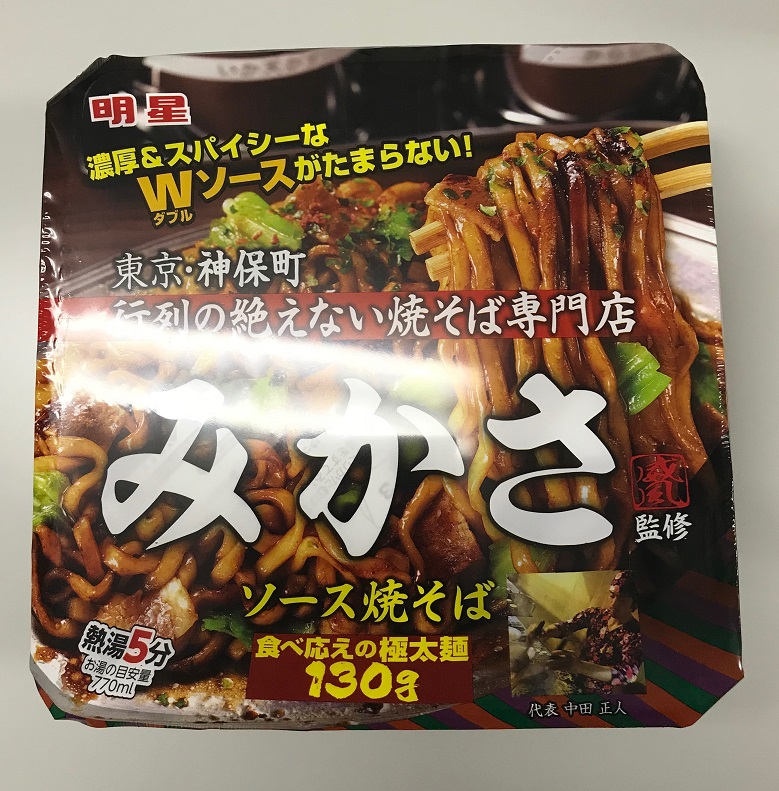 明星
濃厚&スパイシーな
Wソースがたまらない!
ダブル
東京・神保町
行列の絶えない焼そば専門店
みかさ
監修
ソース焼そば
熱湯5分
お湯の目安量
770ml
食べ応えの極太麺
130g
代表 中田 正人